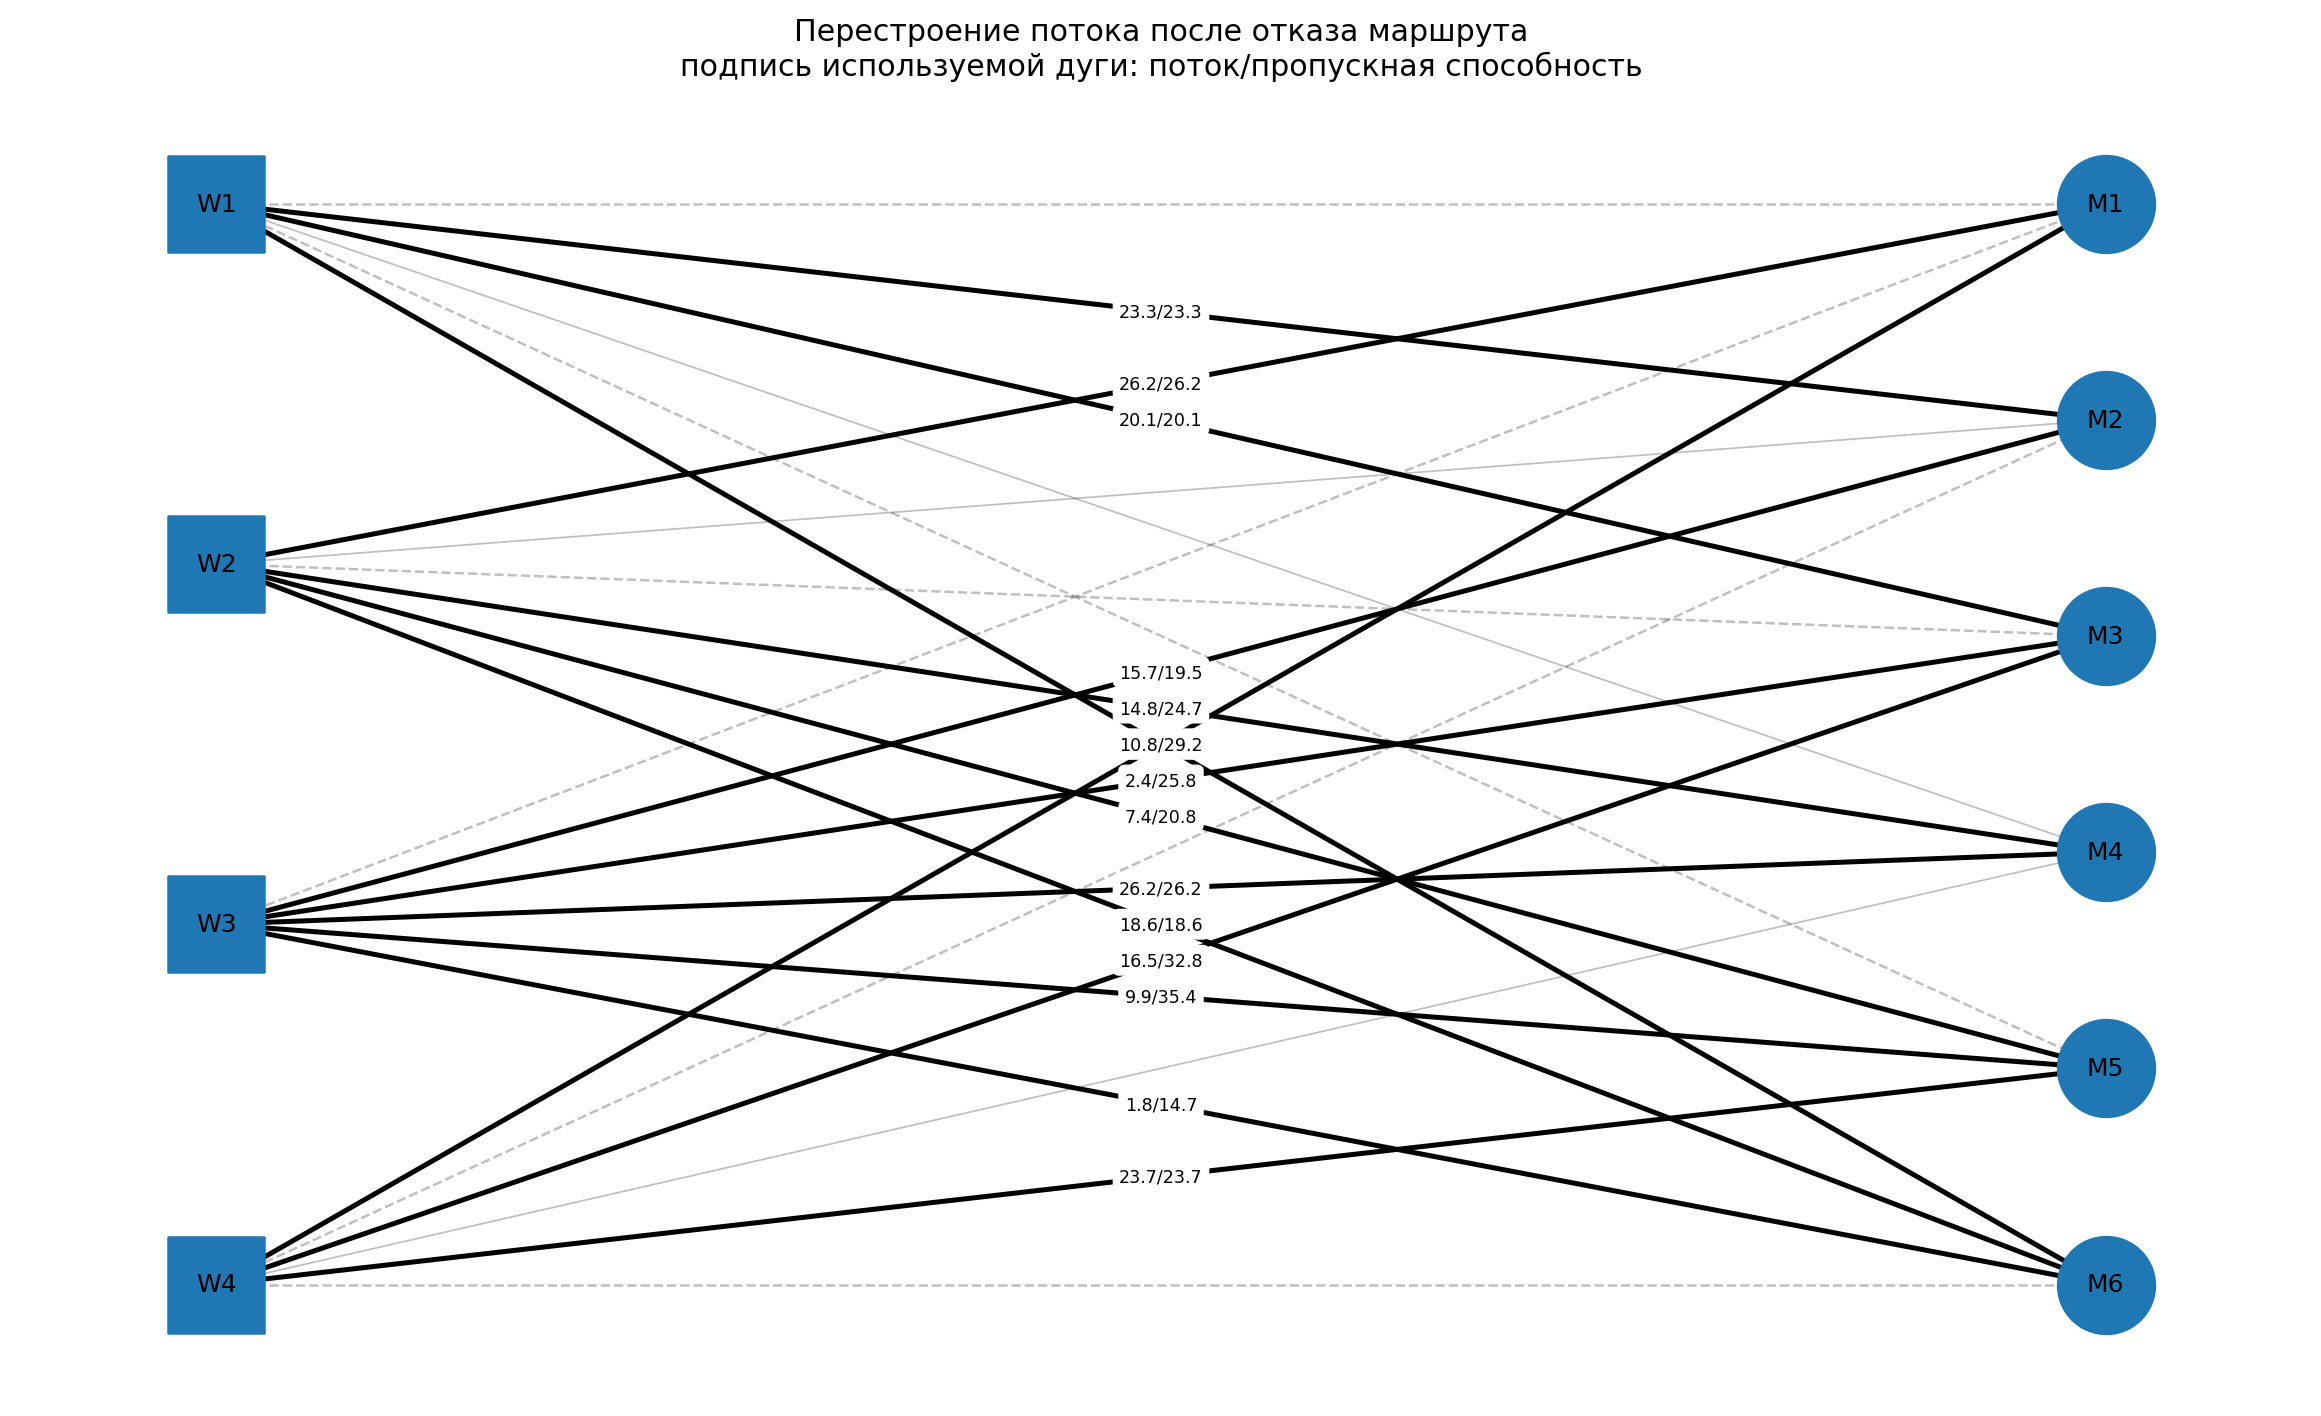 Перестроение потока после отказа маршрута
подпись используемой дуги: поток/пропускная способность
W1
M1
23.3/23.3
26.2/26.2
20.1/20.1
M2
W2
M3
15.7/19.5
14.8/24.7
10.8/29.2
2.4/25.8
7.4/20.8
M4
26.2/26.2
W3
18.6/18.6
16.5/32.8
9.9/35.4
M5
1.8/14.7
23.7/23.7
W4
M6